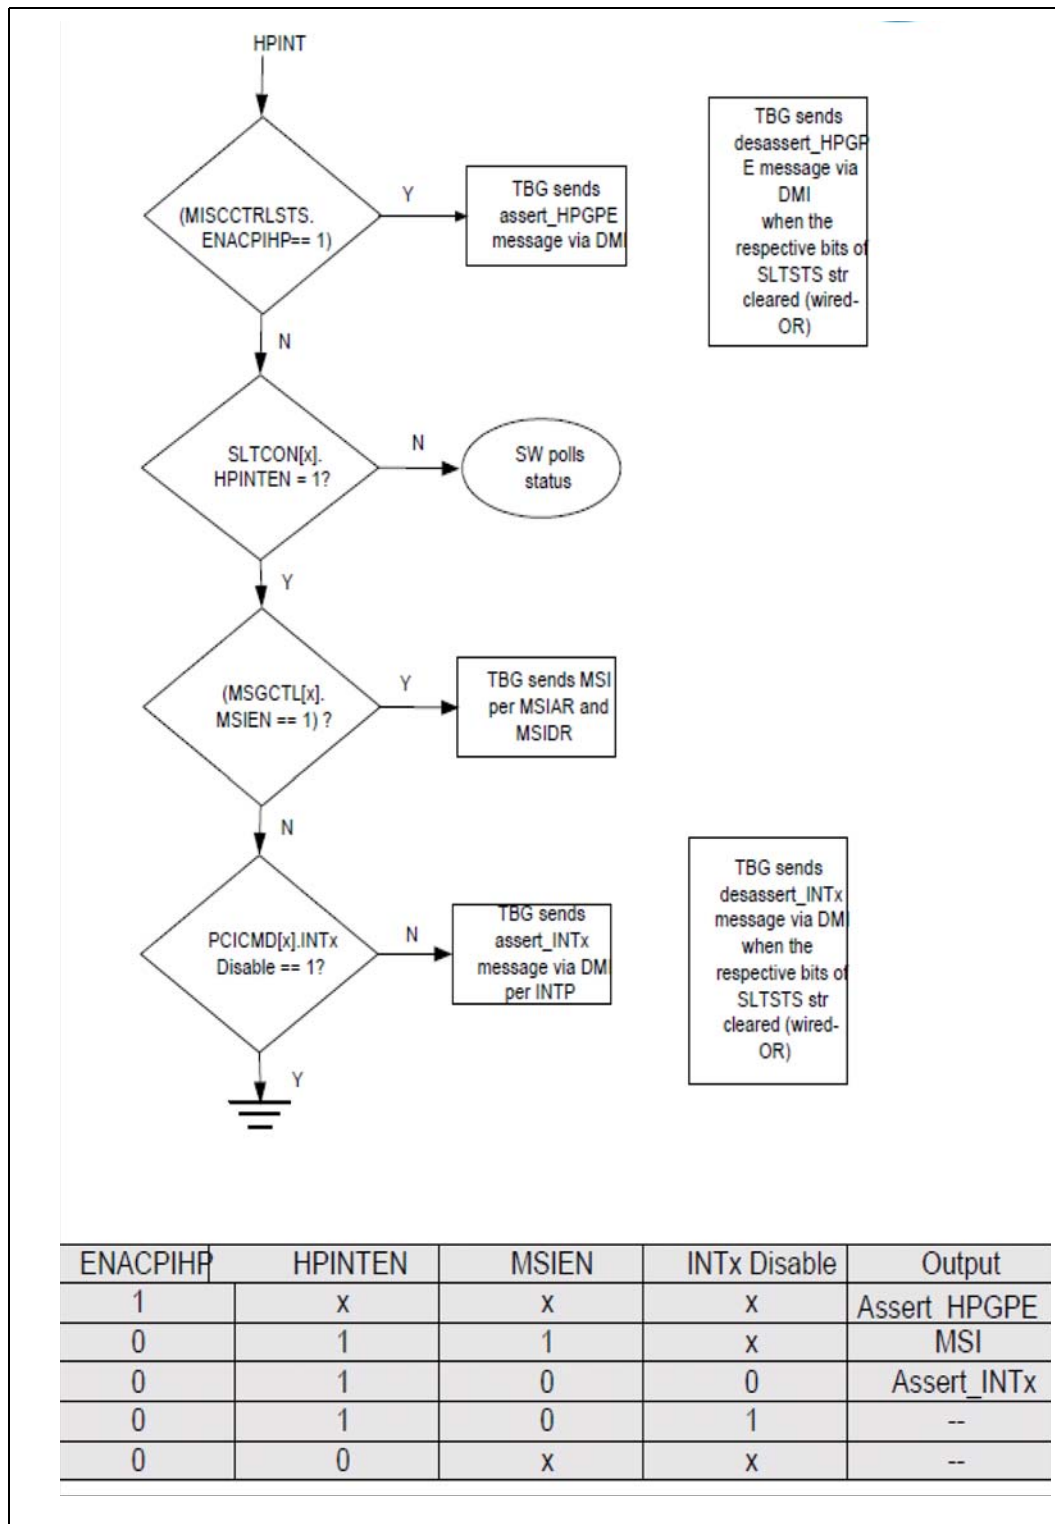 HPINT
(MISCCTRLSTS.
ENACPIHP== 1)
Y
TBG sends
assert_HPGPE
message via DMI
TBG sends
desassert_HPGP
E message via
DMI
when the
respective bits of
SLTSTS str
cleared (wired-
OR)
N
SLTCON[x].
HPINTEN = 1?
N
SW polls
status
Y
(MSGCTL[x].
MSIEN == 1) ?
Y
TBG sends MSI
per MSIAR and
MSIDR
N
PCICMD[x].INTx
Disable == 1?
N
TBG sends
assert_INTx
message via DMI
per INTP
TBG sends
desassert_INTx
message via DMI
when the
respective bits of
SLTSTS str
cleared (wired-
OR)
Y
ENACPIHP HPINTEN MSIEN INTx Disable Output
1 x x x Assert_HPGPE
0 1 1 x MSI
0 1 0 0 Assert_INTx
0 1 0 1 --
0 0 x x --